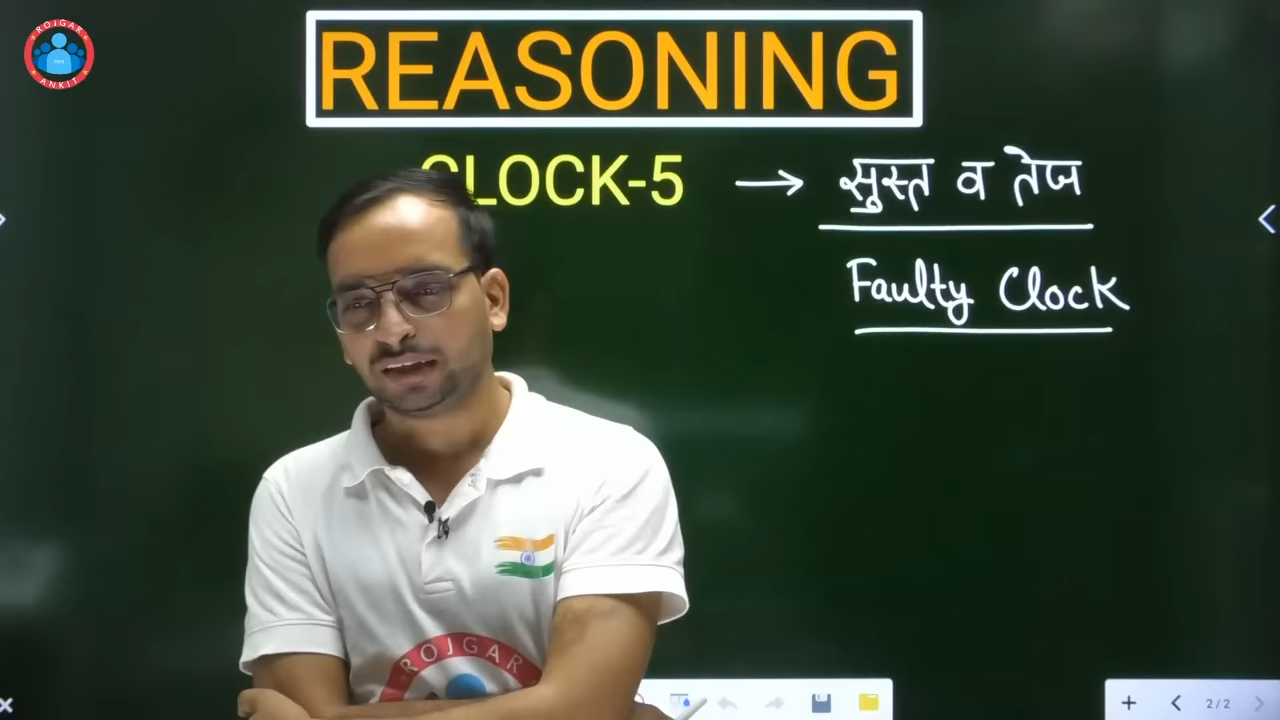 ROJGAR
ANKIT
REASONING
CLOCK-5 → सुस्त व तेज
Faulty Clock
ROJGAR
2/2